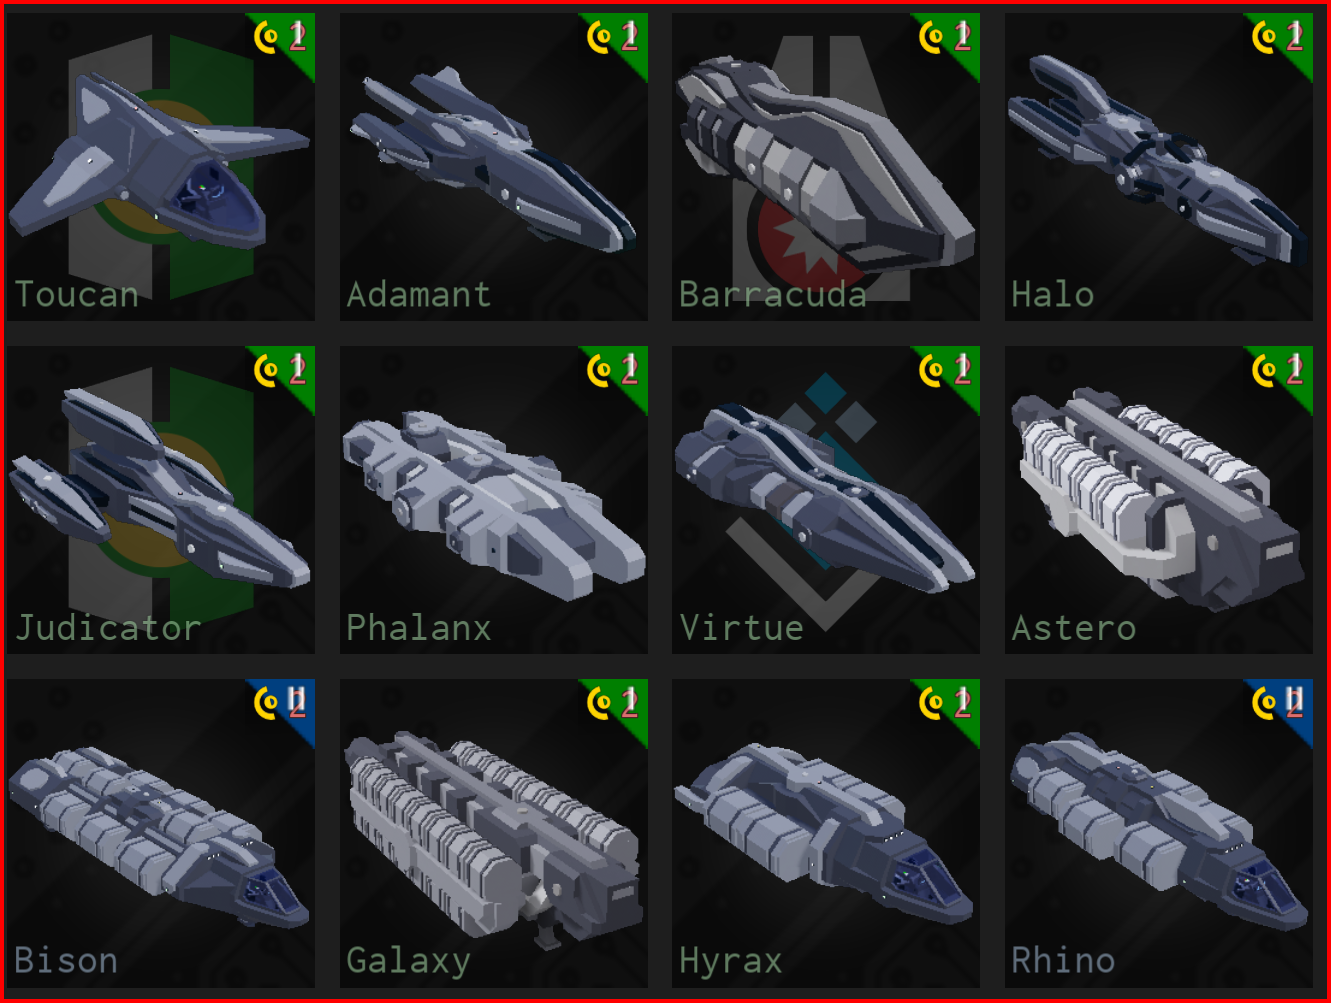 Toucan
Adamant
Barracuda
Halo
Judicator
Phalanx
Virtue
Astero
Bison
Galaxy
Hyrax
Rhino